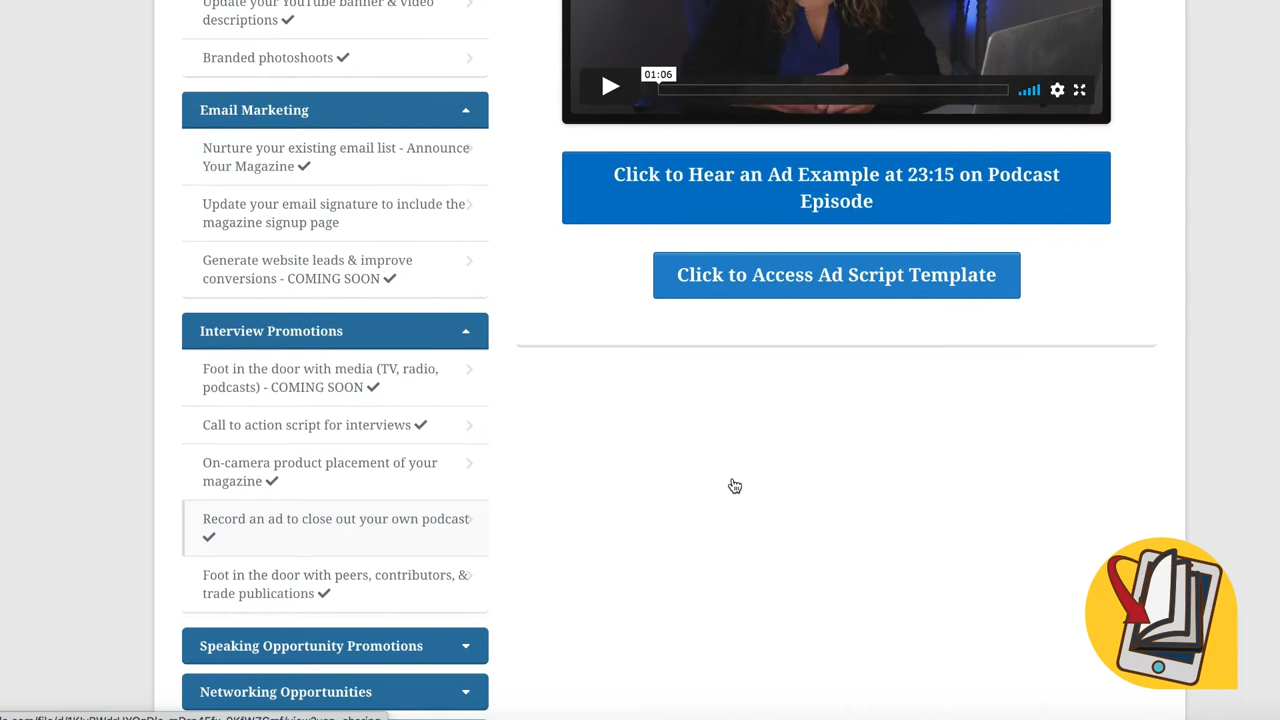 Update your YouTube banner & video
descriptions ✔
Branded photoshoots ✔
Email Marketing
Nurture your existing email list - Announce
Your Magazine ✔
Update your email signature to include the
magazine signup page
Generate website leads & improve
conversions - COMING SOON ✔
Interview Promotions
Foot in the door with media (TV, radio,
podcasts) - COMING SOON ✔
Call to action script for interviews ✔
On-camera product placement of your
magazine ✔
Record an ad to close out your own podcast
✔
Foot in the door with peers, contributors, &
trade publications ✔
Speaking Opportunity Promotions
Networking Opportunities
01:06
Click to Hear an Ad Example at 23:15 on Podcast
Episode
Click to Access Ad Script Template